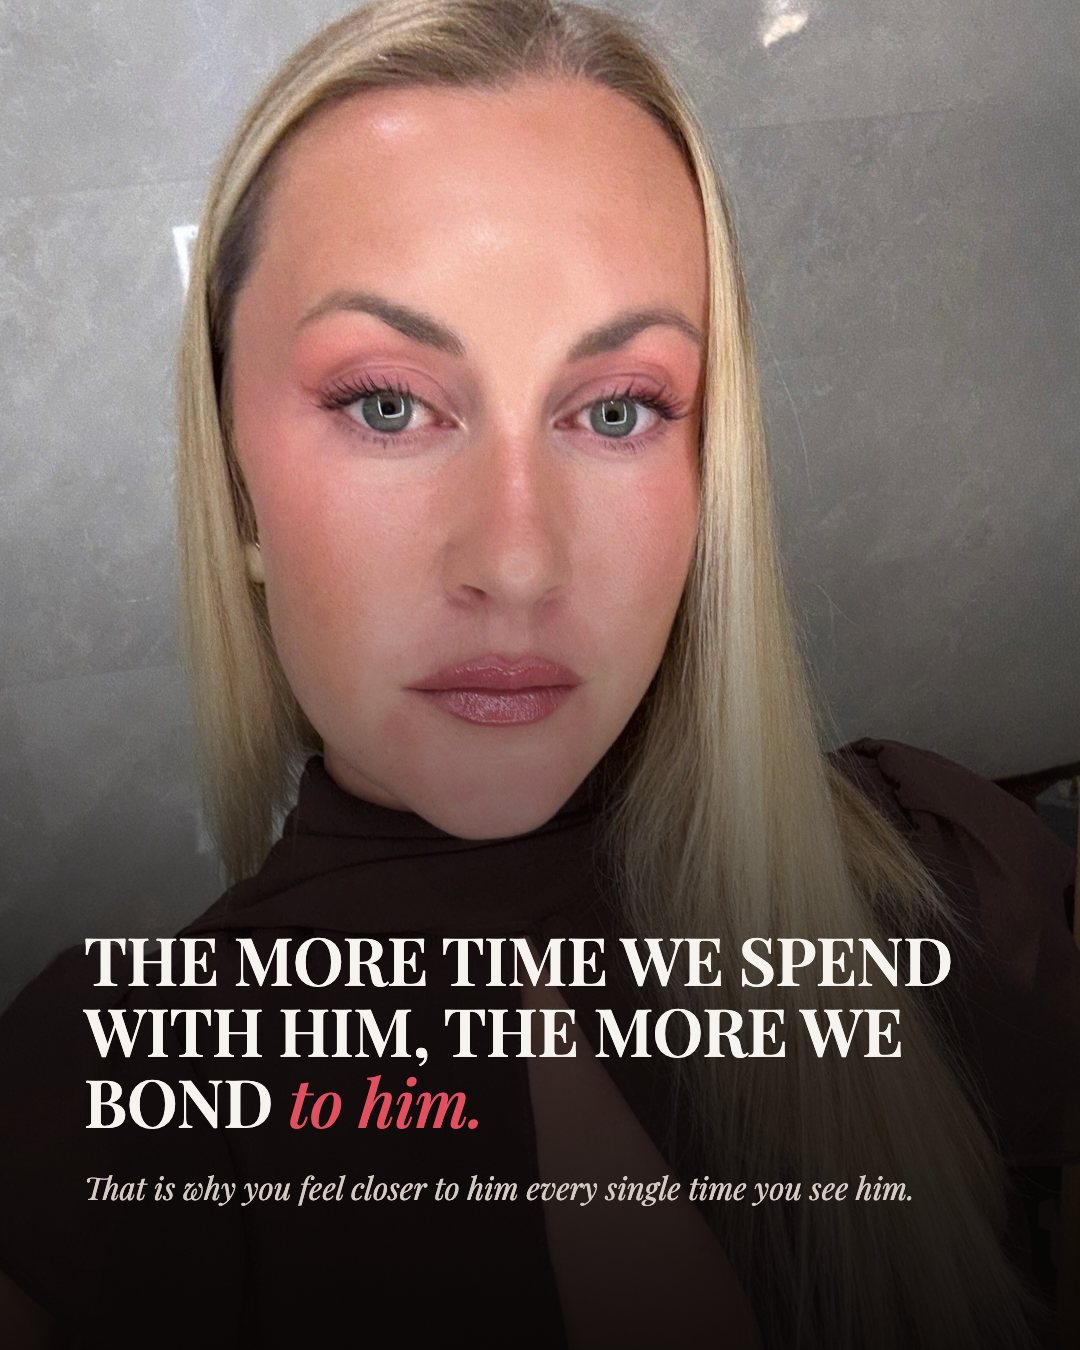 THE MORE TIME WE SPEND
WITH HIM, THE MORE WE
BOND to him.
That is why you feel closer to him every single time you see him.